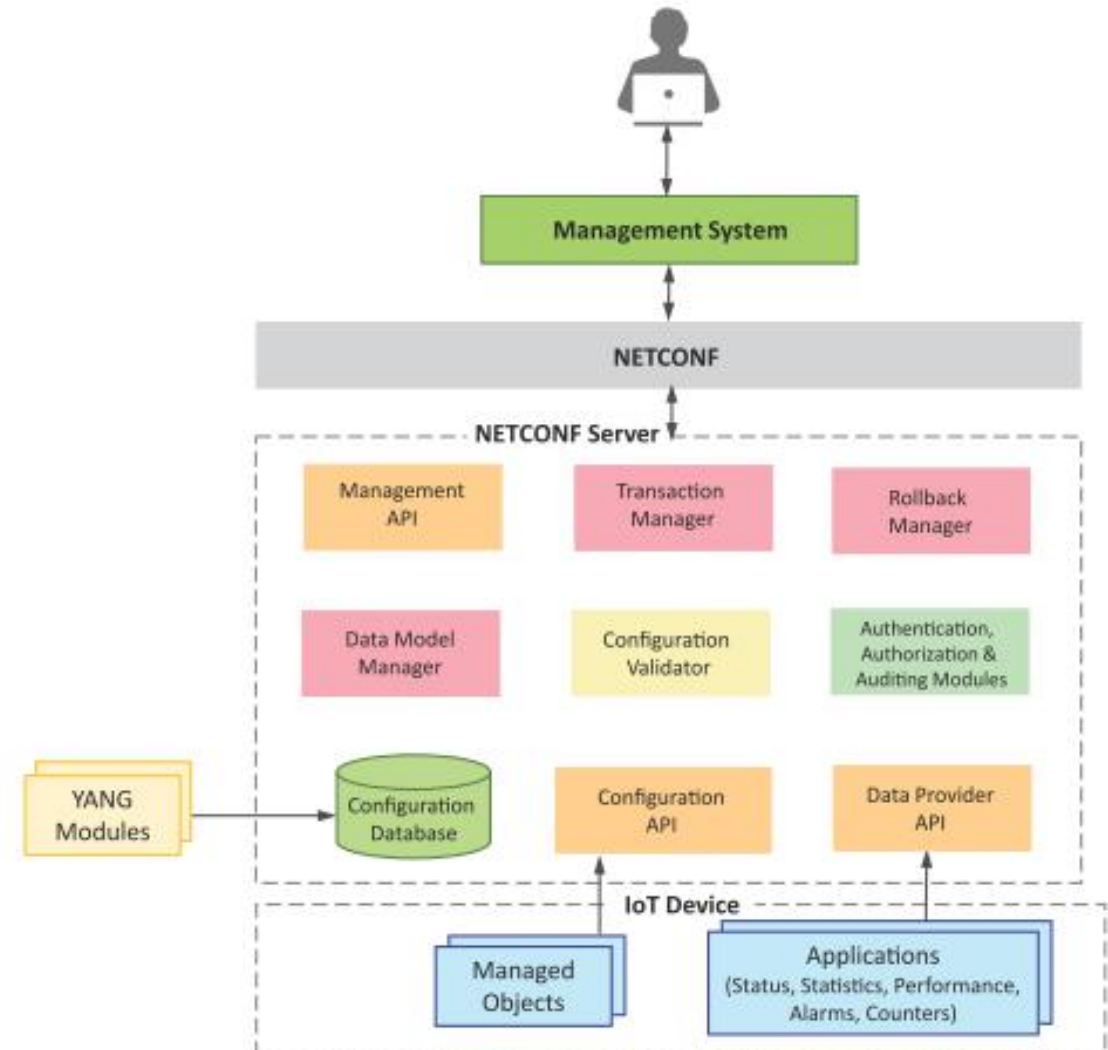 Management System
NETCONF
NETCONF Server
Management
API
Transaction
Manager
Rollback
Manager
Data Model
Manager
Configuration
Validator
Authentication,
Authorization &
Auditing Modules
YANG
Modules
Configuration
Database
Configuration
API
Data Provider
API
IoT Device
Managed
Objects
Applications
(Status, Statistics, Performance,
Alarms, Counters)